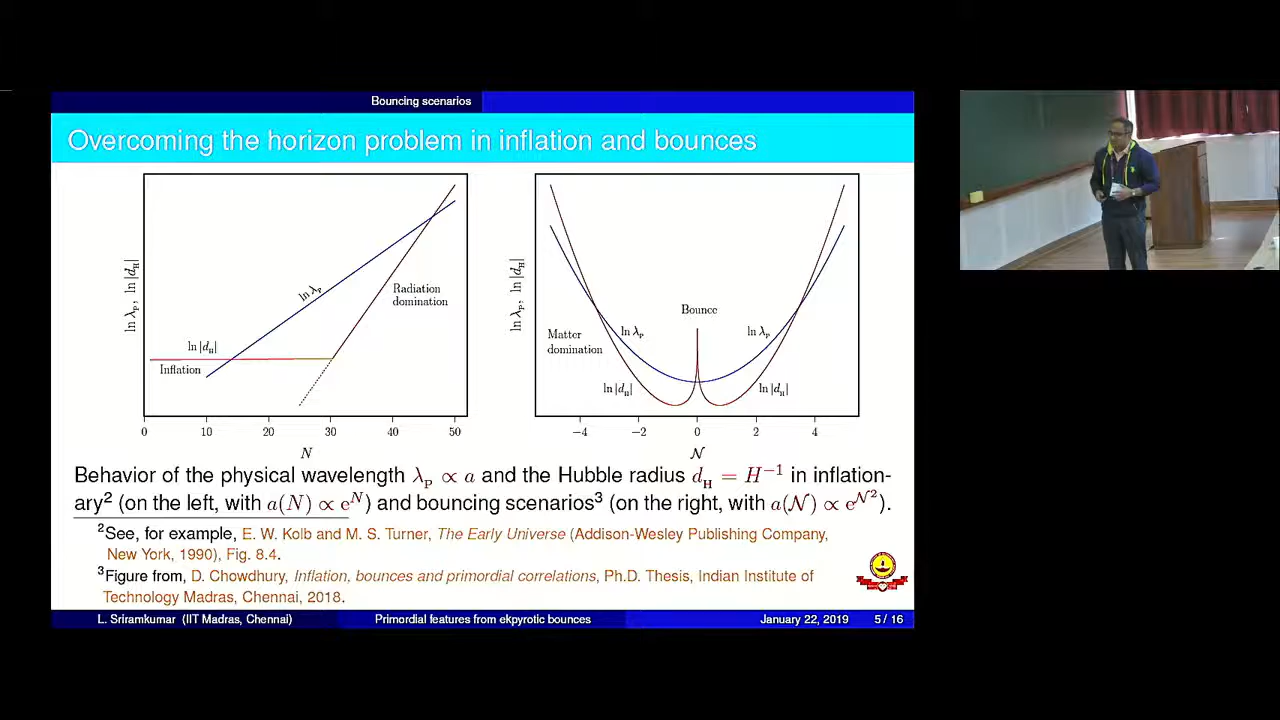 Bouncing scenarios
Overcoming the horizon problem in inflation and bounces
ln λ_P, ln |d_H|
ln λ_P
Radiation
domination
ln |d_H|
Inflation
0 10 20 30 40 50
N
ln λ_P, ln |d_H|
Bounce
Matter
domination
ln λ_P
ln λ_P
ln |d_H|
ln |d_H|
−4 −2 0 2 4
𝒩
Behavior of the physical wavelength λ_P ∝ a and the Hubble radius d_H = H⁻¹ in inflation-
ary² (on the left, with a(N) ∝ e^N) and bouncing scenarios³ (on the right, with a(𝒩) ∝ e^{𝒩²}).
²See, for example, E. W. Kolb and M. S. Turner, The Early Universe (Addison-Wesley Publishing Company,
New York, 1990), Fig. 8.4.
³Figure from, D. Chowdhury, Inflation, bounces and primordial correlations, Ph.D. Thesis, Indian Institute of
Technology Madras, Chennai, 2018.
L. Sriramkumar (IIT Madras, Chennai)
Primordial features from ekpyrotic bounces
January 22, 2019
5 / 16